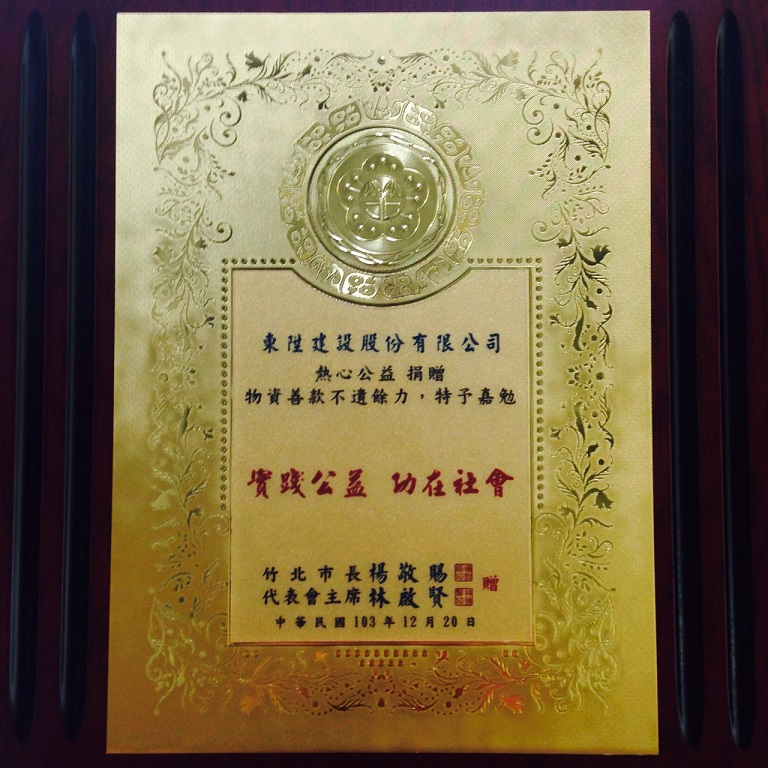 東陞建設股份有限公司
熱心公益 捐贈
物資善款不遺餘力,特予嘉勉
實踐公益 功在社會
竹北市長楊敬賜 贈
代表會主席林啟賢
中華民國103年12月20日